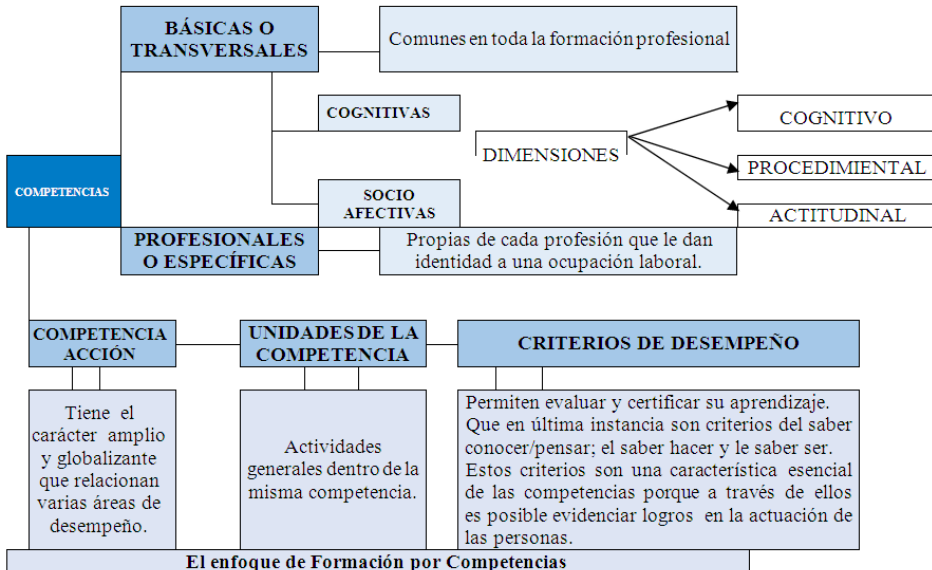 BÁSICAS O
TRANSVERSALES
Comunes en toda la formación profesional
COGNITIVAS
DIMENSIONES
COGNITIVO
PROCEDIMIENTAL
ACTITUDINAL
COMPETENCIAS
SOCIO
AFECTIVAS
PROFESIONALES
O ESPECÍFICAS
Propias de cada profesión que le dan
identidad a una ocupación laboral.
COMPETENCIA
ACCIÓN
UNIDADES DE LA
COMPETENCIA
CRITERIOS DE DESEMPEÑO
Tiene el
carácter amplio
y globalizante
que relacionan
varias áreas de
desempeño.
Actividades
generales dentro de la
misma competencia.
Permiten evaluar y certificar su aprendizaje.
Que en última instancia son criterios del saber
conocer/pensar; el saber hacer y le saber ser.
Estos criterios son una característica esencial
de las competencias porque a través de ellos
es posible evidenciar logros en la actuación de
las personas.
El enfoque de Formación por Competencias